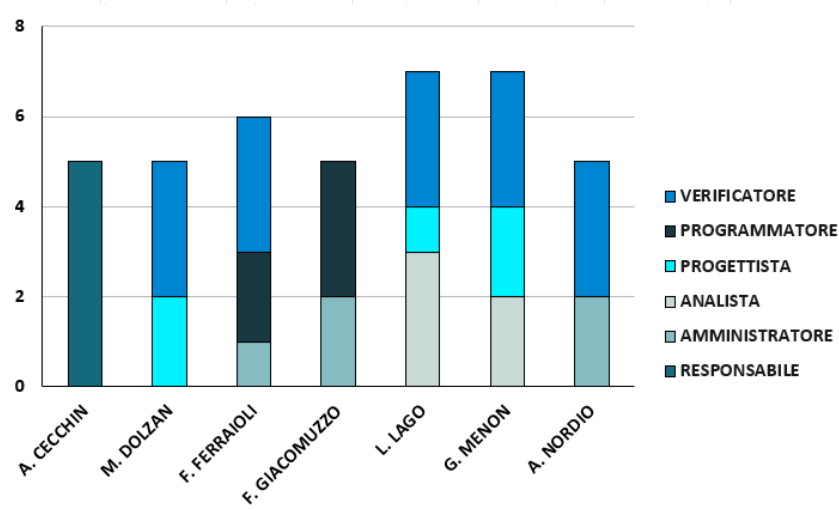 8
6
4
2
0
A. CECCHIN
M. DOLZAN
F. FERRAIOLI
F. GIACOMUZZO
L. LAGO
G. MENON
A. NORDIO
VERIFICATORE
PROGRAMMATORE
PROGETTISTA
ANALISTA
AMMINISTRATORE
RESPONSABILE